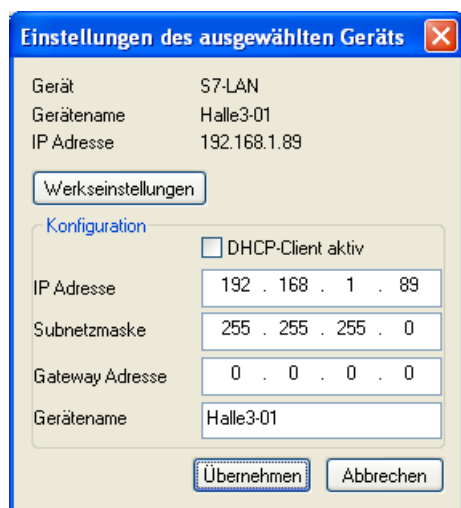 Einstellungen des ausgewählten Geräts
Gerät S7-LAN
Gerätename Halle3-01
IP Adresse 192.168.1.89
Werkseinstellungen
Konfiguration
DHCP-Client aktiv
IP Adresse 192 . 168 . 1 . 89
Subnetzmaske 255 . 255 . 255 . 0
Gateway Adresse 0 . 0 . 0 . 0
Gerätename Halle3-01
Übernehmen Abbrechen